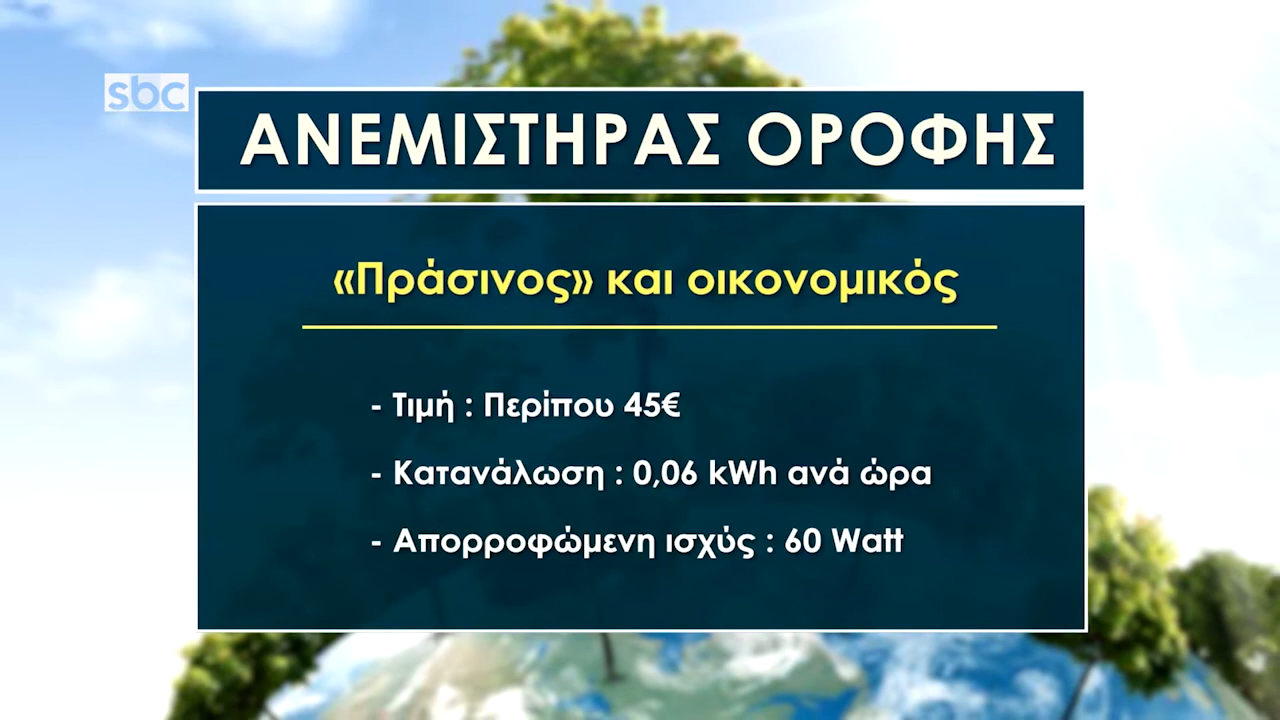 sbc
ΑΝΕΜΙΣΤΗΡΑΣ ΟΡΟΦΗΣ
«Πράσινος» και οικονομικός
- Τιμή : Περίπου 45€
- Κατανάλωση : 0,06 kWh ανά ώρα
- Απορροφώμενη ισχύς : 60 Watt